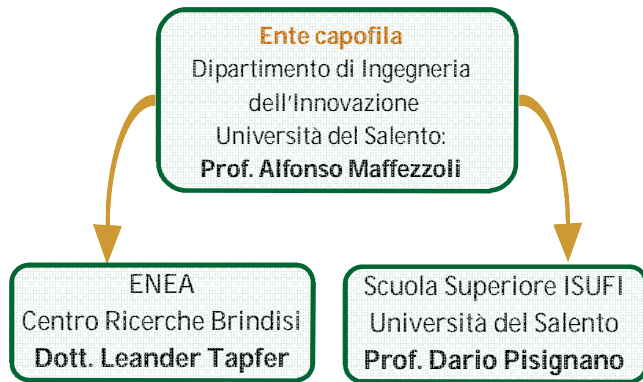 Ente capofila
Dipartimento di Ingegneria
dell'Innovazione
Università del Salento:
Prof. Alfonso Maffezzoli
ENEA
Centro Ricerche Brindisi
Dott. Leander Tapfer
Scuola Superiore ISUFI
Università del Salento
Prof. Dario Pisignano